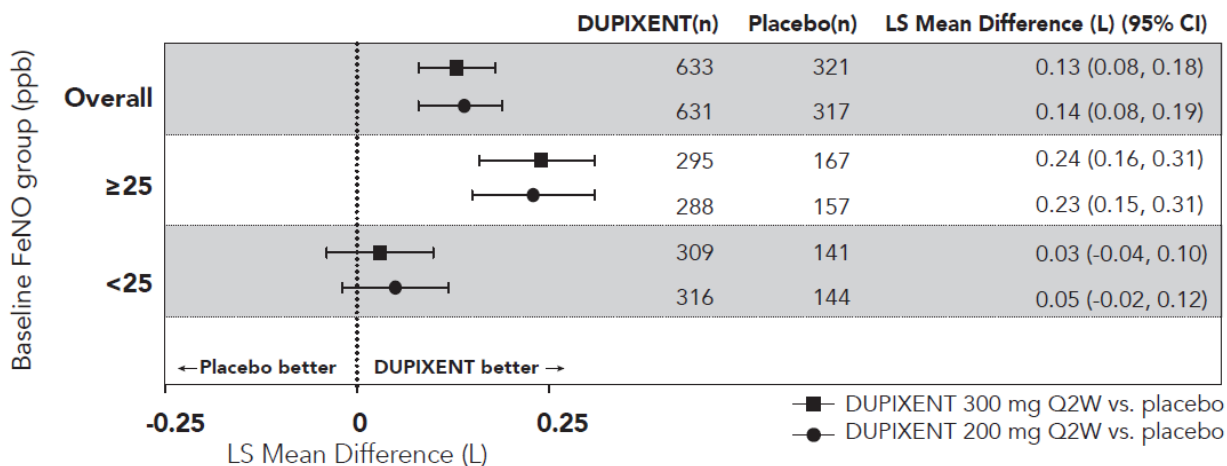 DUPIXENT(n) Placebo(n) LS Mean Difference (L) (95% CI)
Baseline FeNO group (ppb)
Overall
633 321 0.13 (0.08, 0.18)
631 317 0.14 (0.08, 0.19)
≥25
295 167 0.24 (0.16, 0.31)
288 157 0.23 (0.15, 0.31)
<25
309 141 0.03 (-0.04, 0.10)
316 144 0.05 (-0.02, 0.12)
←Placebo better DUPIXENT better→
-0.25 0 0.25
LS Mean Difference (L)
DUPIXENT 300 mg Q2W vs. placebo
DUPIXENT 200 mg Q2W vs. placebo